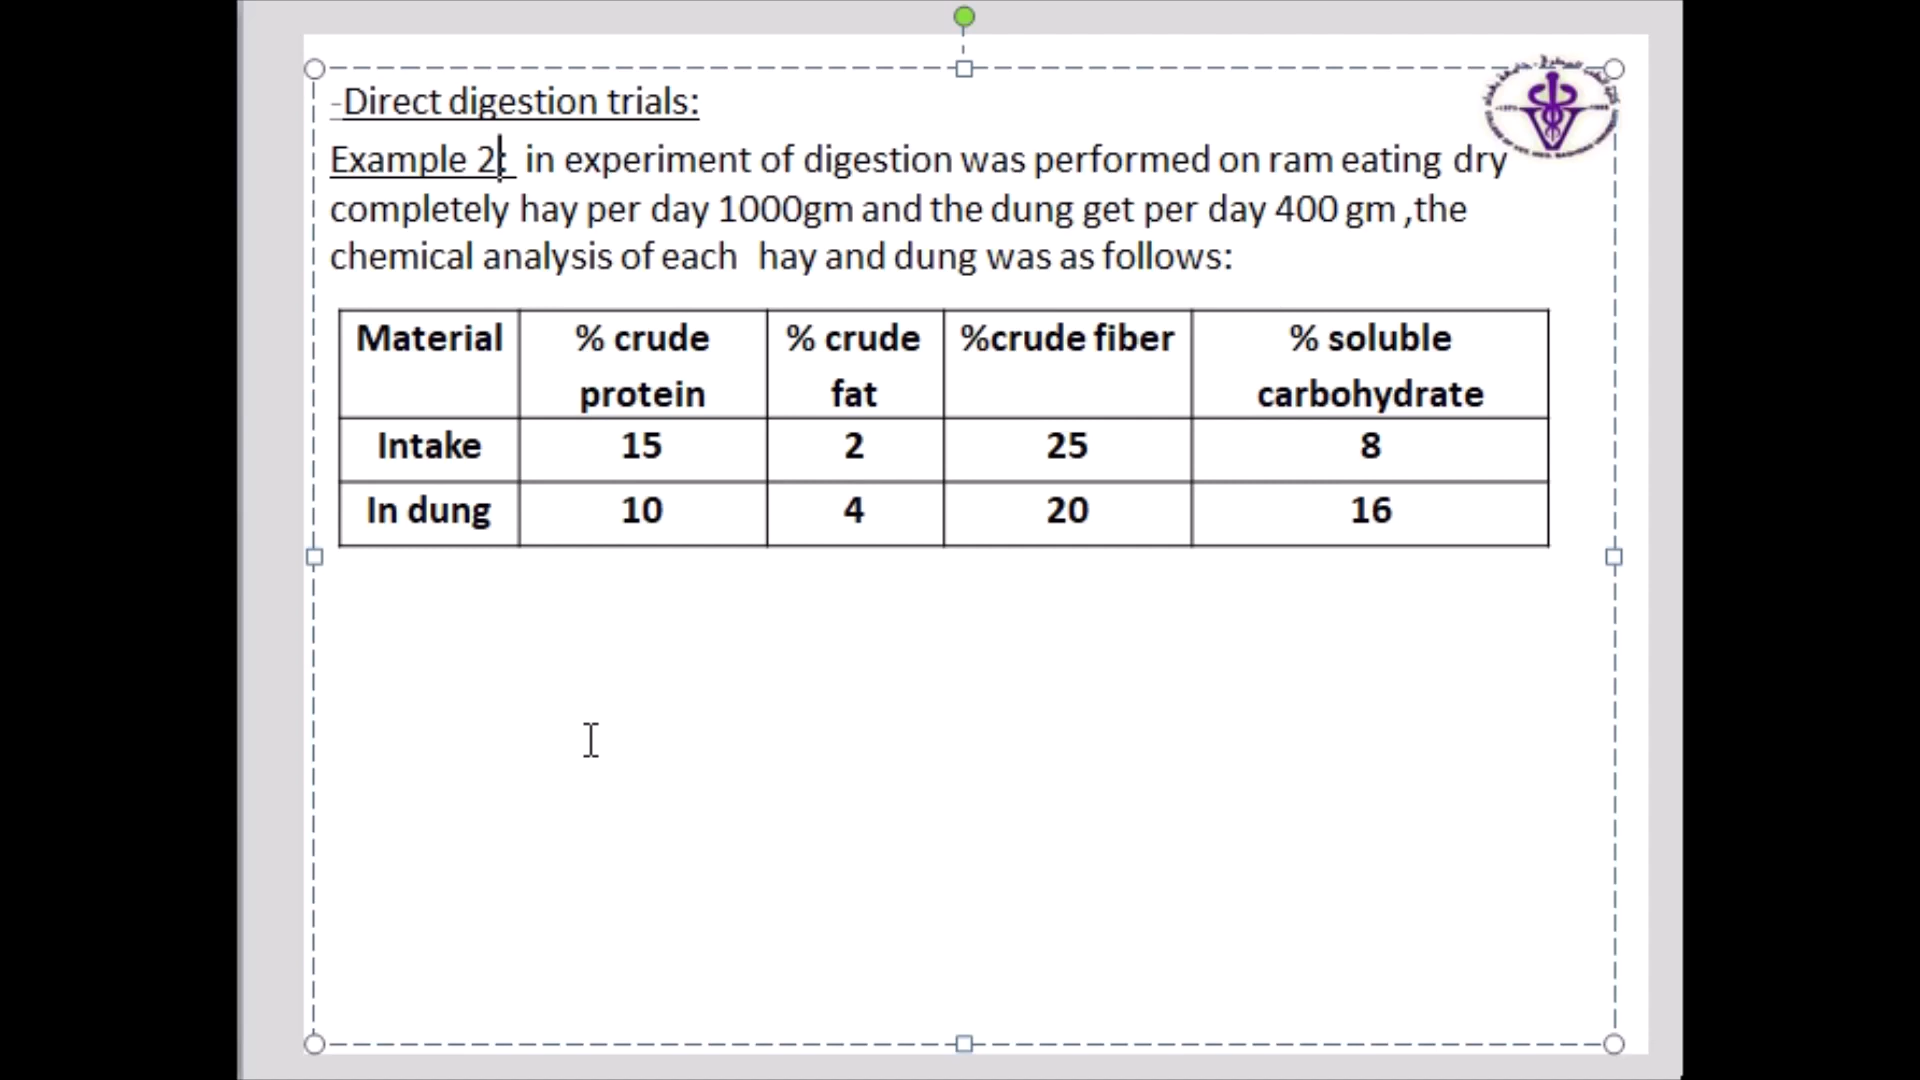 -Direct digestion trials:
Example 2: in experiment of digestion was performed on ram eating dry
completely hay per day 1000gm and the dung get per day 400 gm ,the
chemical analysis of each hay and dung was as follows:
Material % crude protein % crude fat %crude fiber % soluble carbohydrate
Intake 15 2 25 8
In dung 10 4 20 16